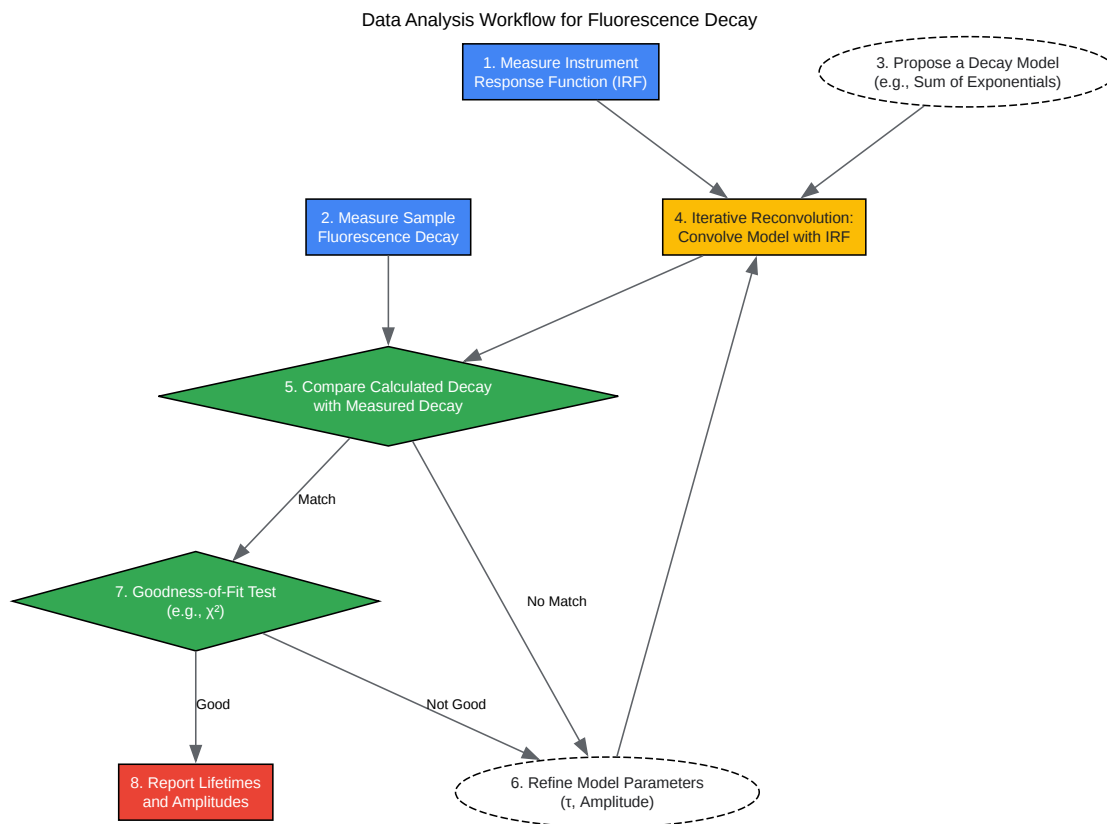 Data Analysis Workflow for Fluorescence Decay
1. Measure Instrument
Response Function (IRF)
3. Propose a Decay Model
(e.g., Sum of Exponentials)
2. Measure Sample
Fluorescence Decay
4. Iterative Reconvolution:
Convolve Model with IRF
5. Compare Calculated Decay
with Measured Decay
Match
No Match
7. Goodness-of-Fit Test
(e.g., χ²)
Good
Not Good
8. Report Lifetimes
and Amplitudes
6. Refine Model Parameters
(τ, Amplitude)